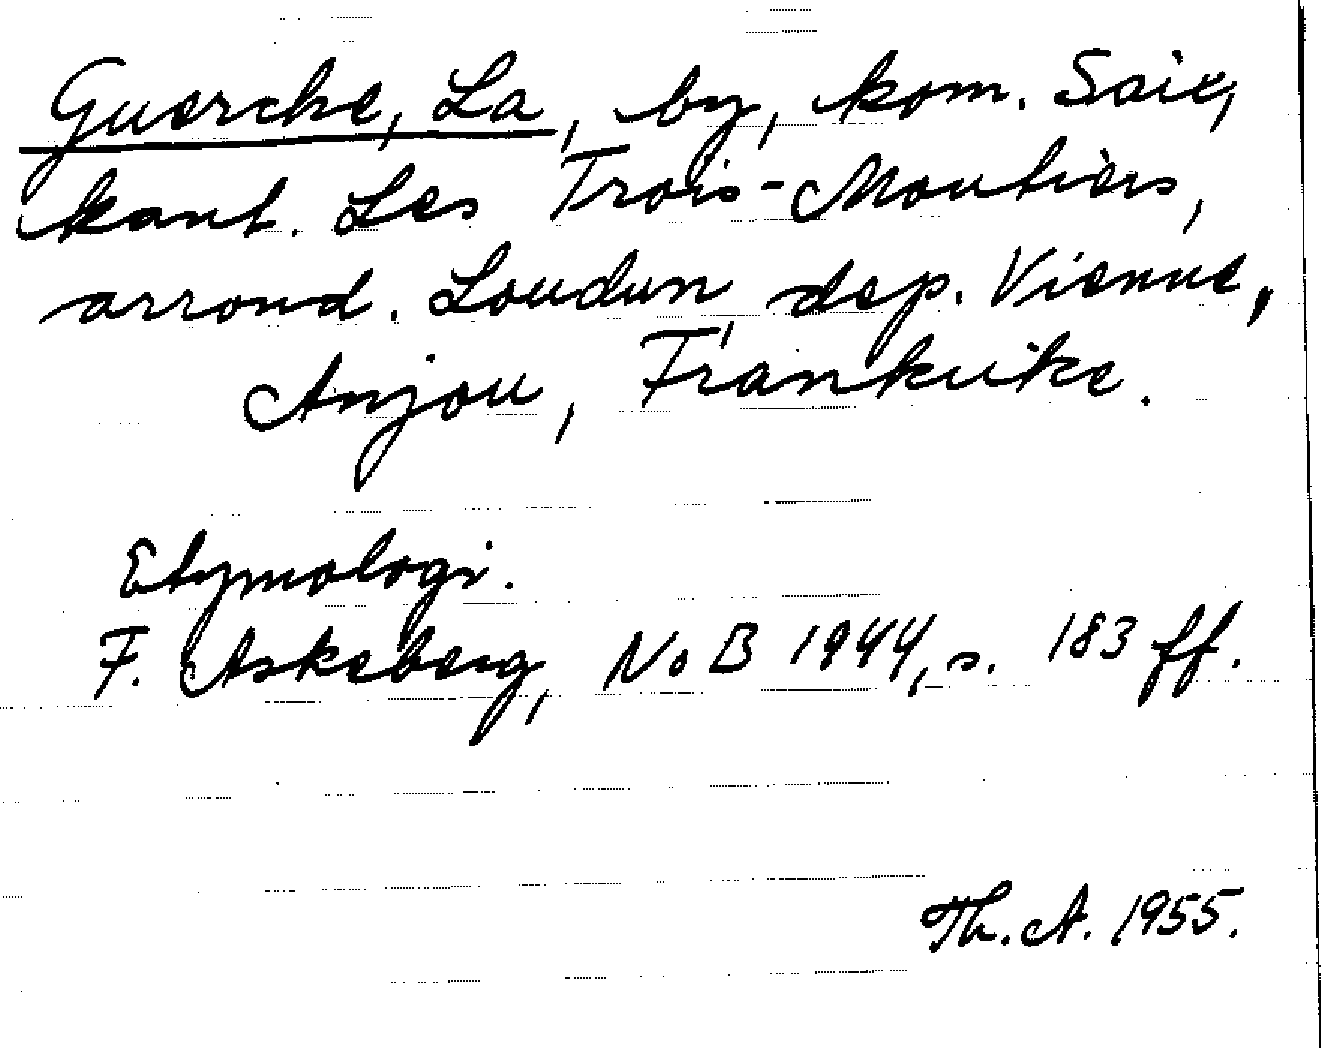 Guerche, La, by, kom. Saix,
kant. Les Trois-Moutiers,
arrond. Loudun, dep. Vienne,
Anjou, Frankrike.
Etymologi.
F. Askeberg, NoB 1944, s. 183 ff.
Th. A. 1955.